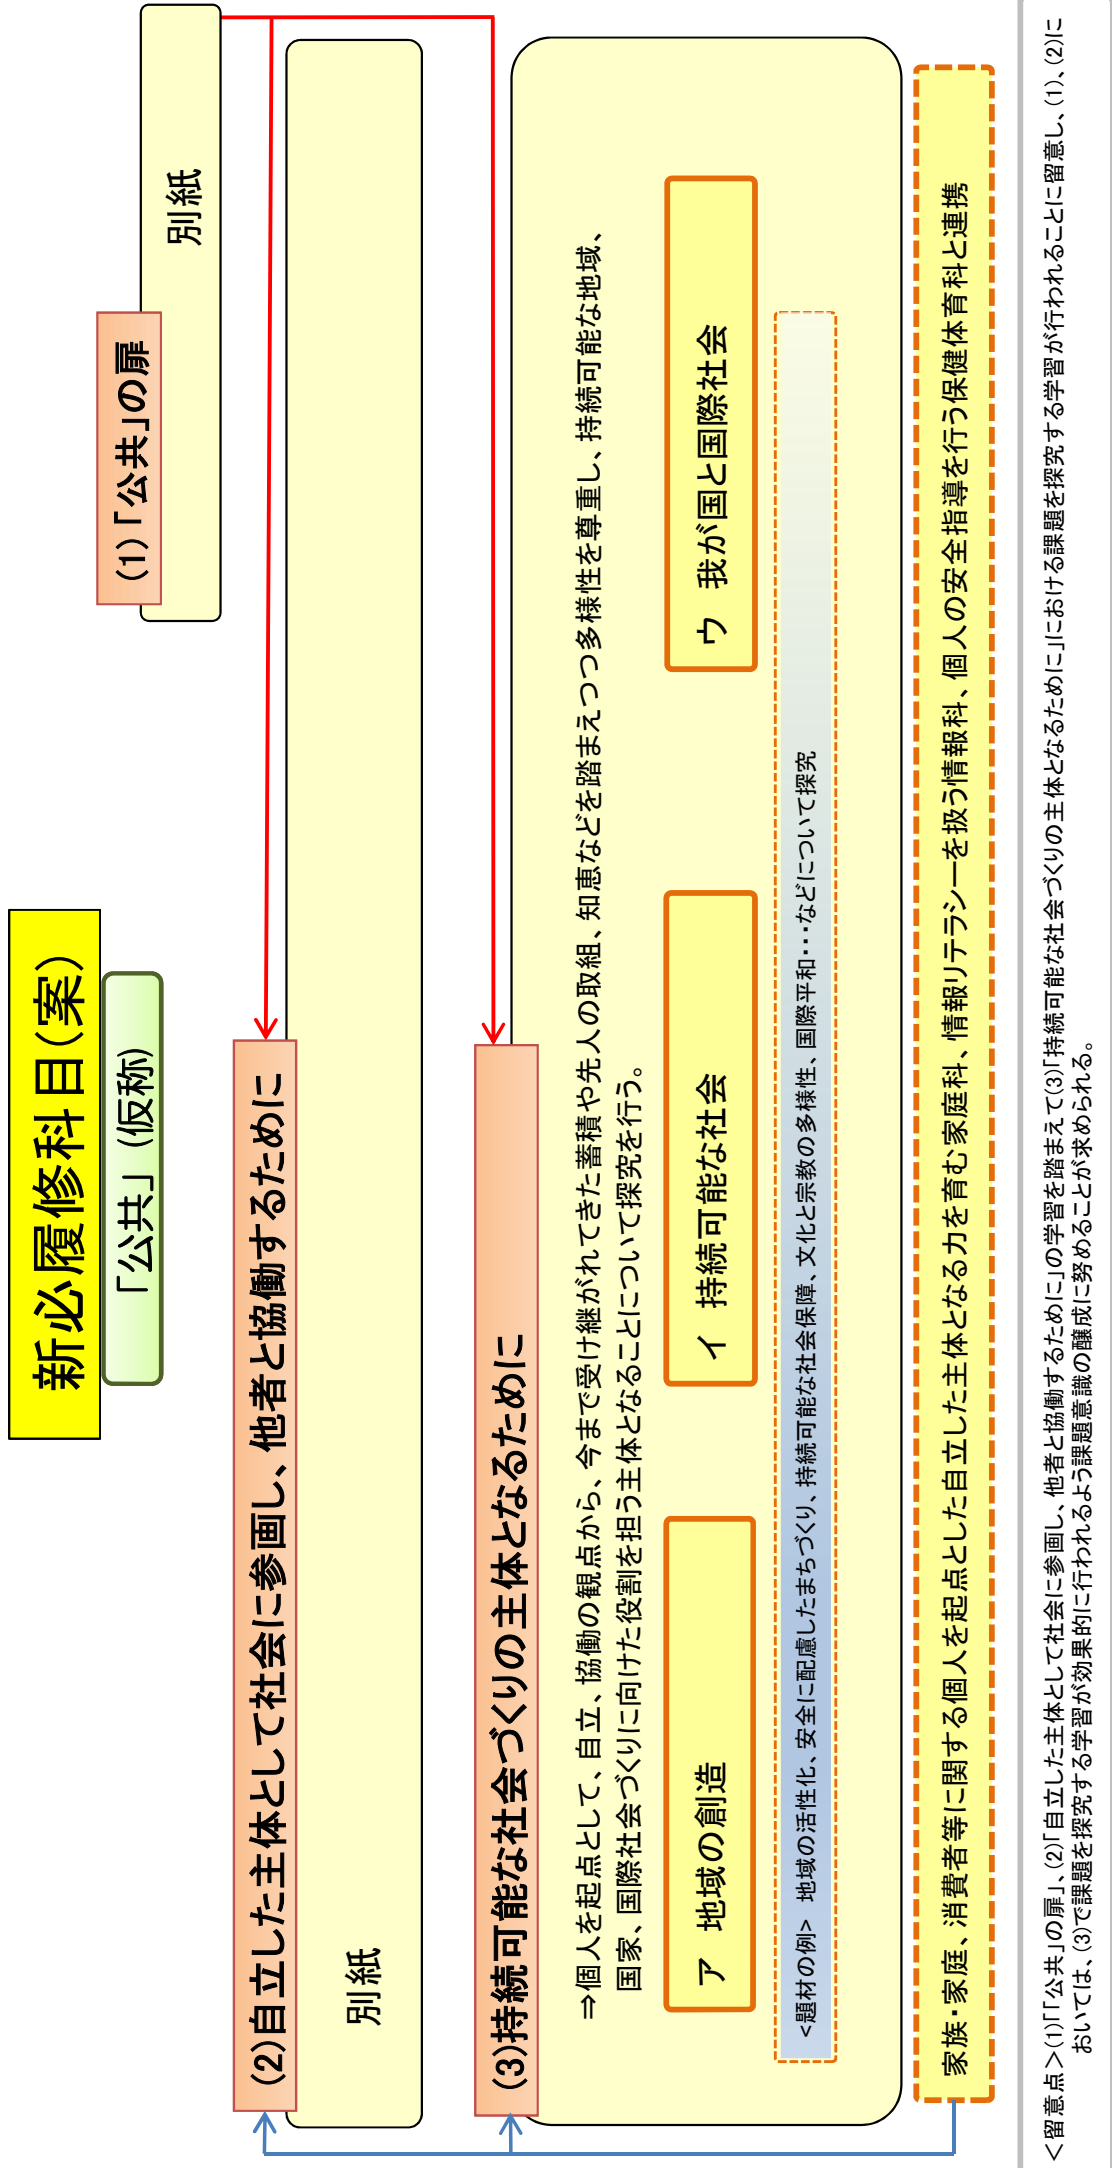 新必履修科目(案)
「公共」(仮称)
(1)「公共」の扉
別紙
(2)自立した主体として社会に参画し、他者と協働するために
別紙
(3)持続可能な社会づくりの主体となるために
⇒個人を起点として、自立、協働の観点から、今まで受け継がれてきた蓄積や先人の取組、知恵などを踏まえつつ多様性を尊重し、持続可能な地域、
国家、国際社会づくりに向けた役割を担う主体となることについて探究を行う。
ア 地域の創造
イ 持続可能な社会
ウ 我が国と国際社会
<題材の例> 地域の活性化、安全に配慮したまちづくり、持続可能な社会保障、文化と宗教の多様性、国際平和・・・などについて探究
家族・家庭、消費者等に関する個人を起点とした自立した主体となる力を育む家庭科、情報リテラシーを扱う情報科、個人の安全指導を行う保健体育科と連携
<留意点>(1)「「公共」の扉」、(2)「自立した主体として社会に参画し、他者と協働するために」の学習を踏まえて(3)「持続可能な社会づくりの主体となるために」における課題を探究する学習が行われることに留意し、(1)、(2)に
おいては、(3)で課題を探究する学習が効果的に行われるよう課題意識の醸成に努めることが求められる。